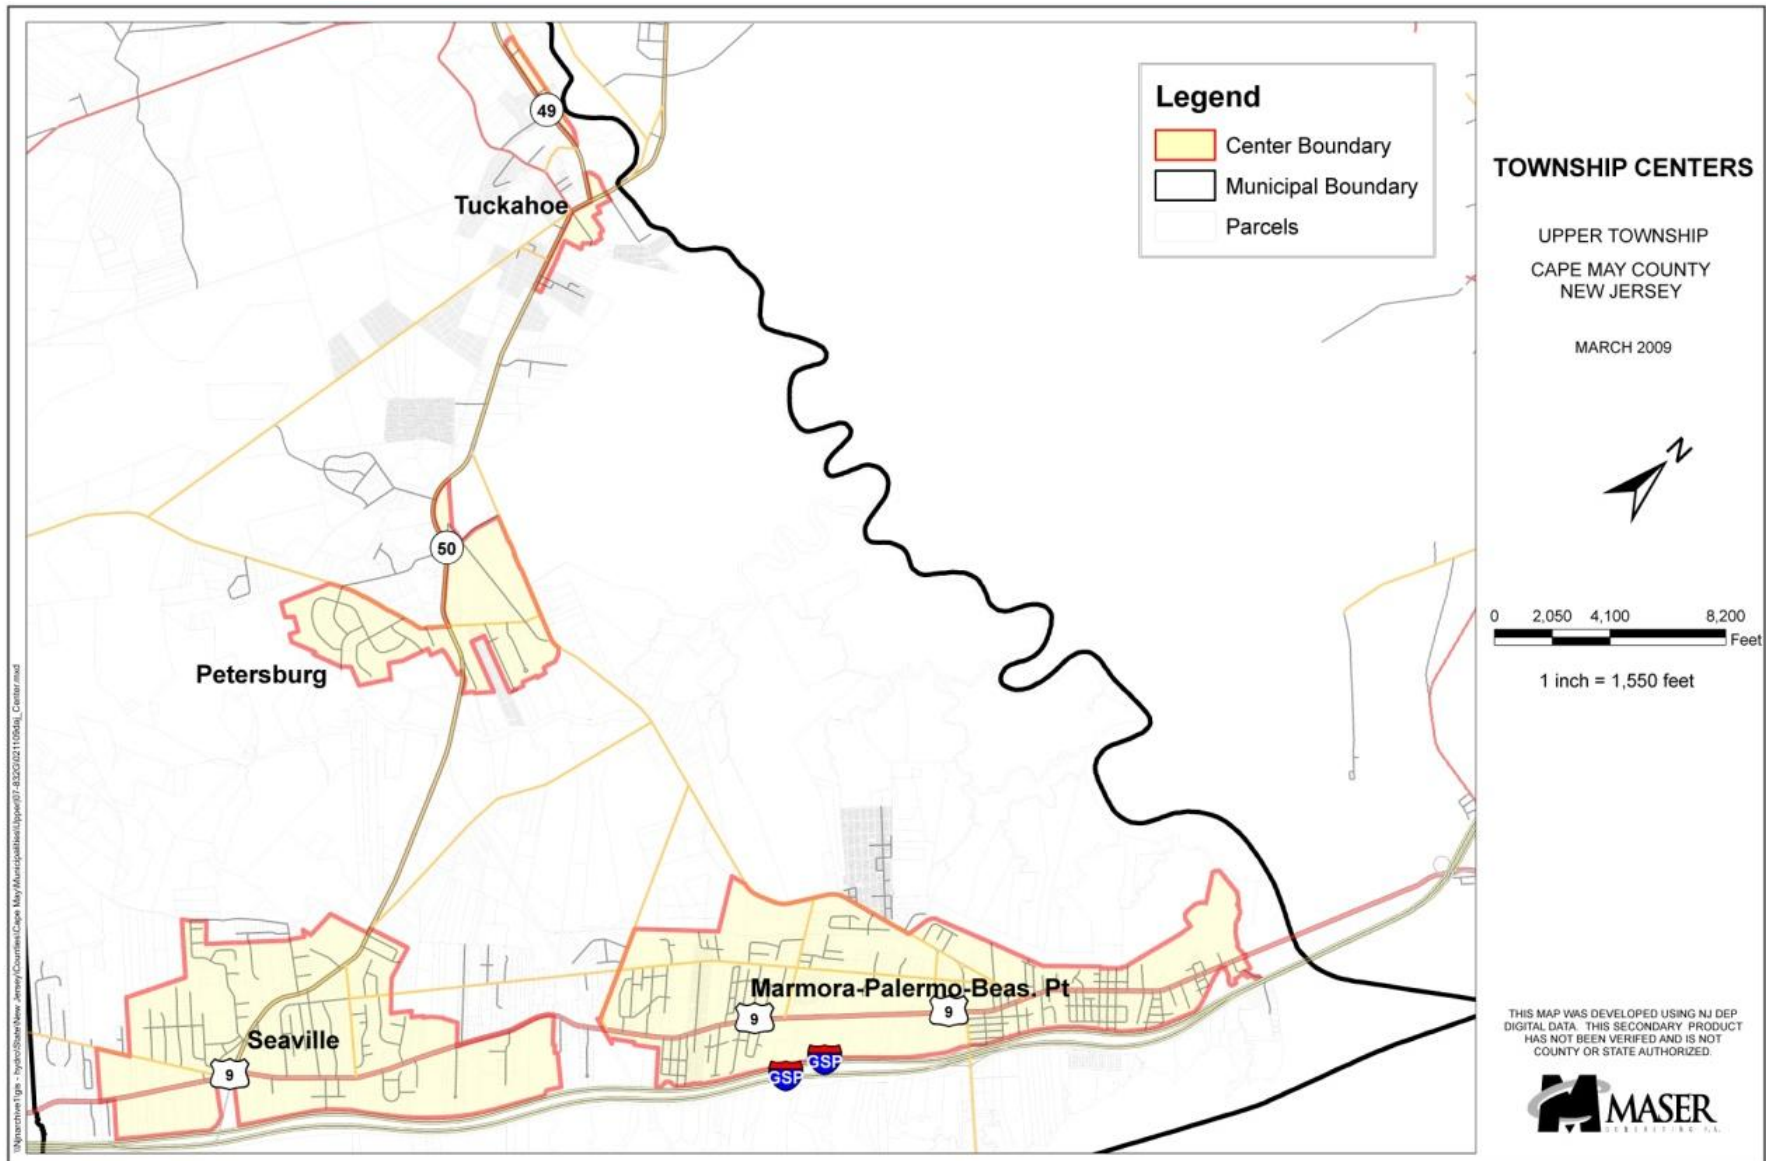 49
Tuckahoe
50
Petersburg
Seaville
9
Marmora-Palermo-Beas. Pt
9
9
GSP
GSP
Legend
Center Boundary
Municipal Boundary
Parcels
TOWNSHIP CENTERS
UPPER TOWNSHIP
CAPE MAY COUNTY
NEW JERSEY
MARCH 2009
N
0 2,050 4,100 8,200
Feet
1 inch = 1,550 feet
THIS MAP WAS DEVELOPED USING NJ DEP
DIGITAL DATA. THIS SECONDARY PRODUCT
HAS NOT BEEN VERIFED AND IS NOT
COUNTY OR STATE AUTHORIZED.
MASER